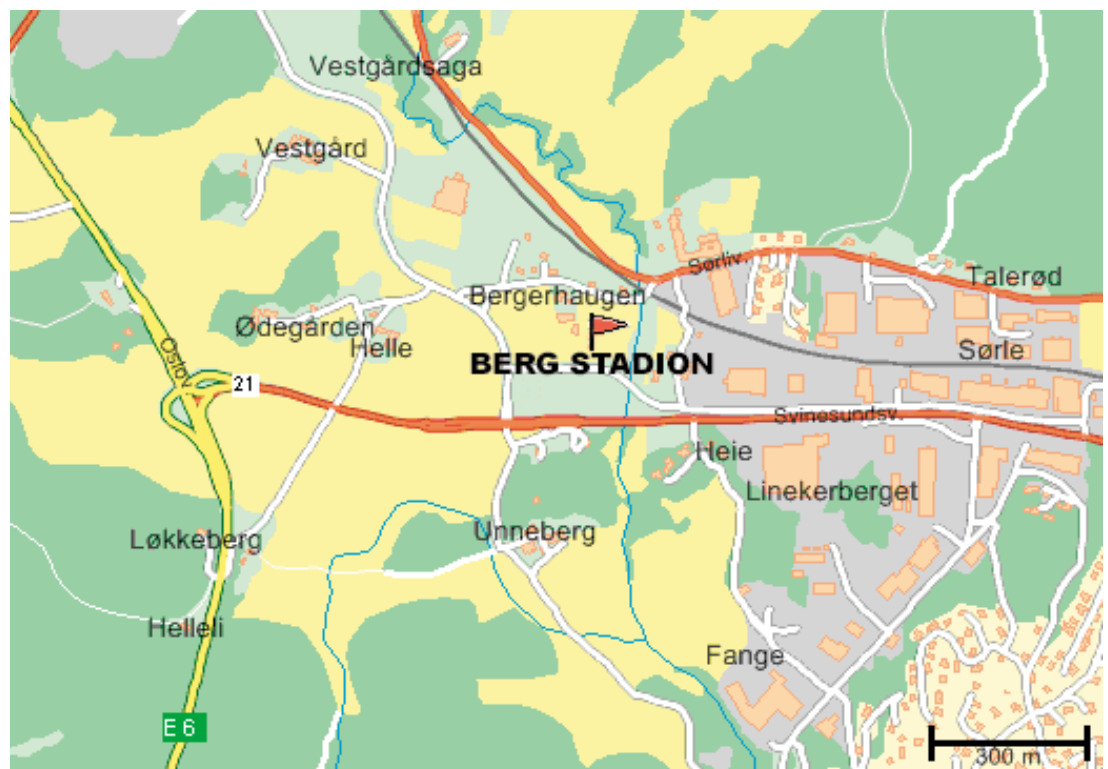 Vestgårdsaga
Vestgård
Sørliv.
Talerød
Bergerhaugen
Ødegården
Helle
Sørle
BERG STADION
Oslov.
21
Svinesundsv.
Heie
Linekerberget
Unneberg
Løkkeberg
Helleli
Fange
E 6
300 m